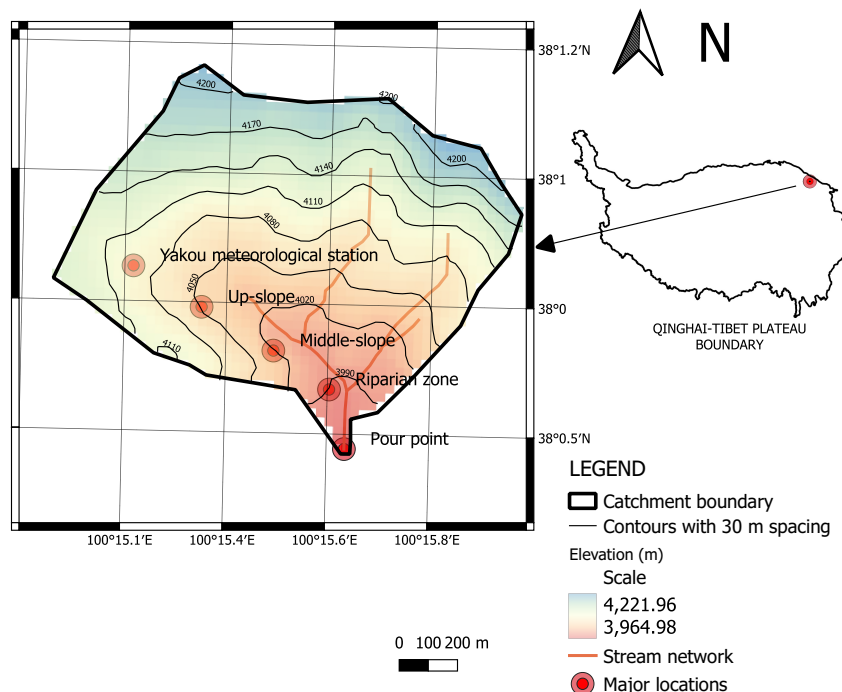 N
38°1.2′N
38°1′N
38°0′N
38°0.5′N
4200
4200
4170
4200
4140
4110
4080
Yakou meteorological station
4050
Up-slope
4020
Middle-slope
4110
3990
Riparian zone
Pour point
100°15.1′E
100°15.4′E
100°15.6′E
100°15.8′E
QINGHAI-TIBET PLATEAU
BOUNDARY
LEGEND
Catchment boundary
Contours with 30 m spacing
Elevation (m)
Scale
4,221.96
3,964.98
Stream network
Major locations
0 100 200 m